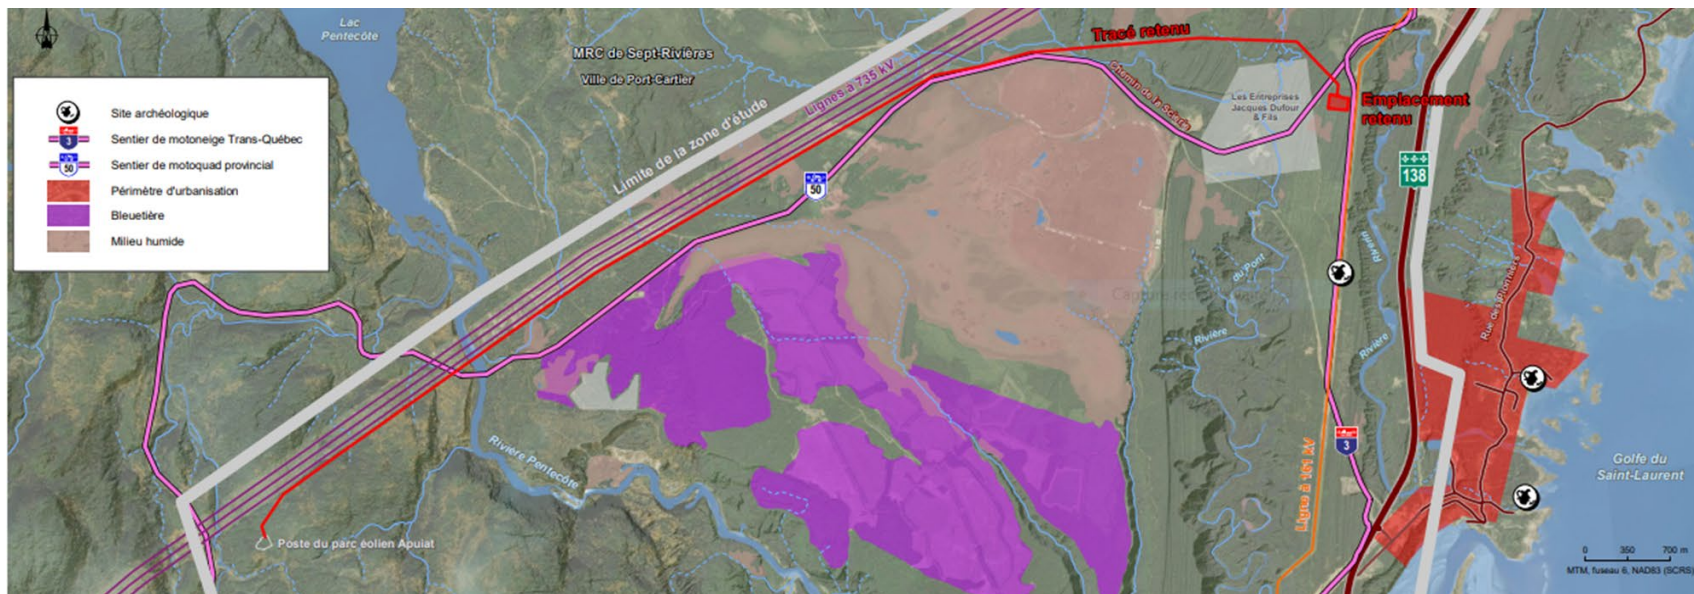 Lac
Pentecôte
MRC de Sept-Rivières
Ville de Port-Cartier
Lignes à 735 kV
Limite de la zone d'étude
Tracé retenu
Chemin de la Scierie
Les Entreprises
Jacques Dufour
& Fils
Emplacement
retenu
138
Site archéologique
3
Sentier de motoneige Trans-Québec
50
Sentier de motoquad provincial
Périmètre d'urbanisation
Bleuetière
Milieu humide
50
Rivière
du Pont
Rivière
Riverin
Rue des Pionniers
3
Ligne à 161 kV
Rivière Pentecôte
Poste du parc éolien Apuiat
Golfe du
Saint-Laurent
0 350 700 m
MTM, fuseau 6, NAD83 (SCRS)